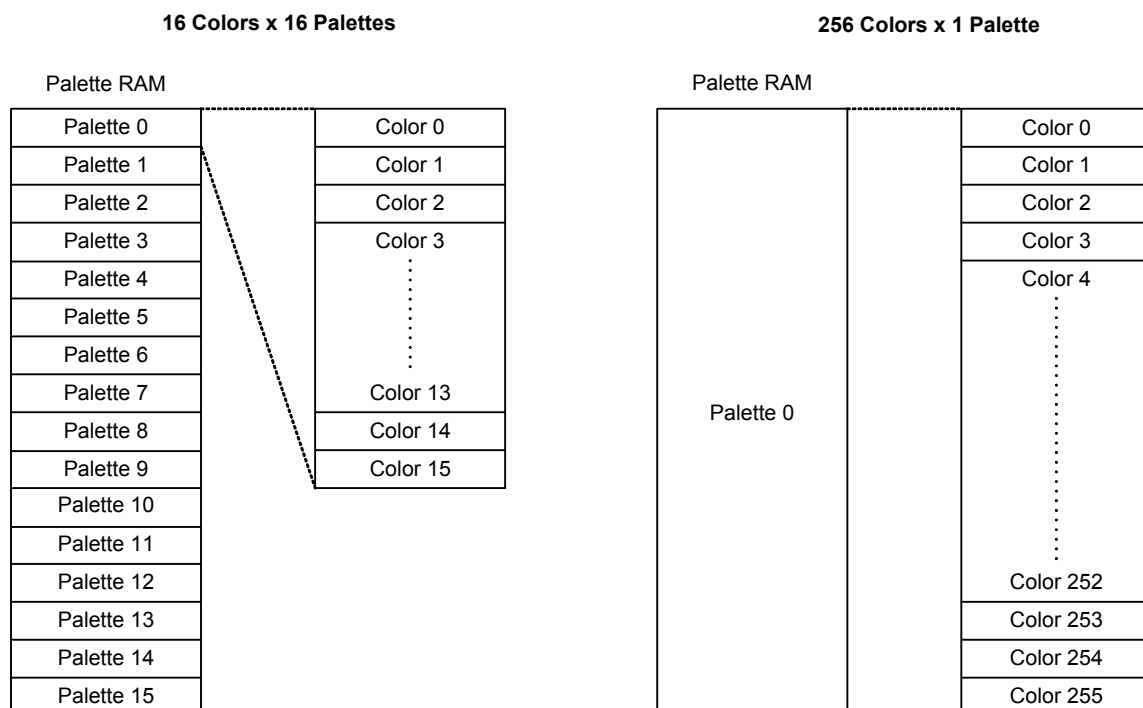 16 Colors x 16 Palettes
Palette RAM
Palette 0
Palette 1
Palette 2
Palette 3
Palette 4
Palette 5
Palette 6
Palette 7
Palette 8
Palette 9
Palette 10
Palette 11
Palette 12
Palette 13
Palette 14
Palette 15
Color 0
Color 1
Color 2
Color 3
Color 13
Color 14
Color 15
256 Colors x 1 Palette
Palette RAM
Palette 0
Color 0
Color 1
Color 2
Color 3
Color 4
Color 252
Color 253
Color 254
Color 255